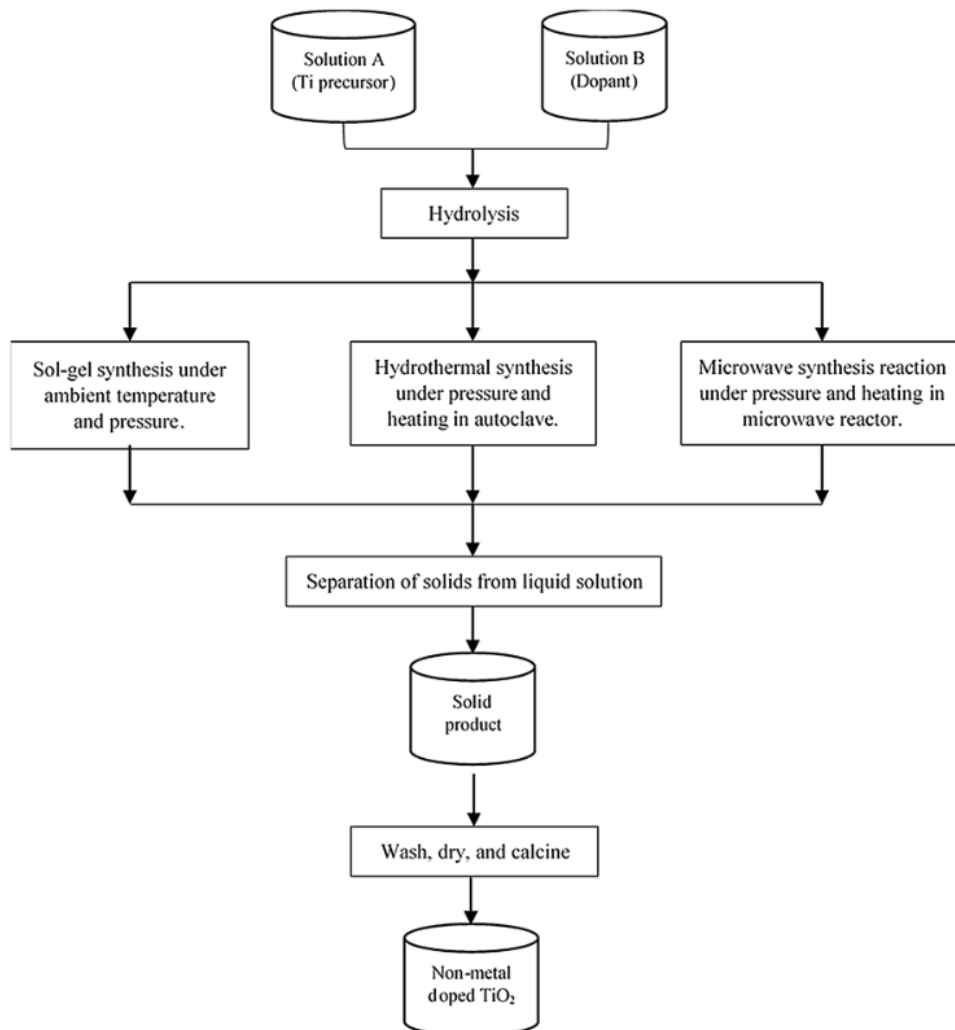 Solution A
(Ti precursor)
Solution B
(Dopant)
Hydrolysis
Sol-gel synthesis under
ambient temperature
and pressure.
Hydrothermal synthesis
under pressure and
heating in autoclave.
Microwave synthesis reaction
under pressure and heating in
microwave reactor.
Separation of solids from liquid solution
Solid
product
Wash, dry, and calcine
Non-metal
doped TiO₂